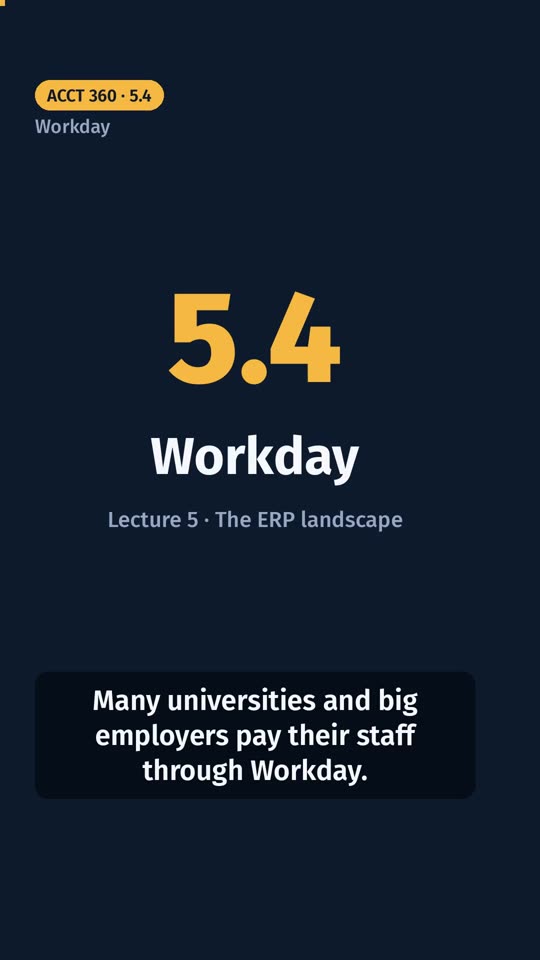 ACCT 360 · 5.4
Workday
5.4
Workday
Lecture 5 · The ERP landscape
Many universities and big
employers pay their staff
through Workday.